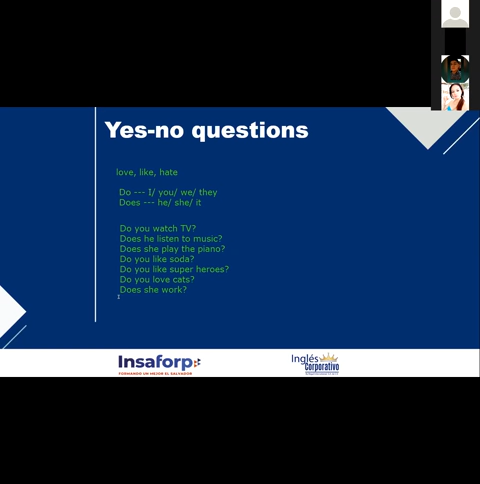 Yes-no questions
love, like, hate
Do --- I/ you/ we/ they
Does --- he/ she/ it
Do you watch TV?
Does he listen to music?
Does she play the piano?
Do you like soda?
Do you like super heroes?
Do you love cats?
Does she work?
Insaforp
FORMANDO UN MEJOR EL SALVADOR
Inglés
Corporativo